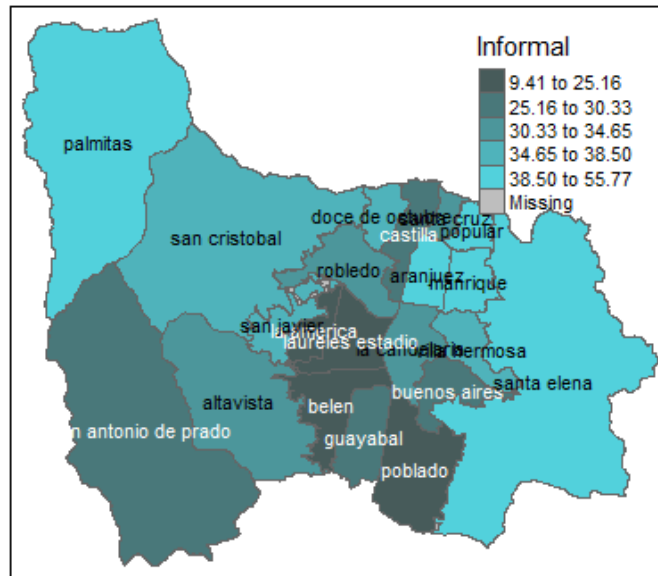 Informal
9.41 to 25.16
25.16 to 30.33
30.33 to 34.65
34.65 to 38.50
38.50 to 55.77
Missing
palmitas
doce de octubre
santa cruz
popular
san cristobal
castilla
robledo
aranjuez
manrique
san javier
la america
laureles estadio
la candelaria
villa hermosa
santa elena
buenos aires
altavista
belen
n antonio de prado
guayabal
poblado